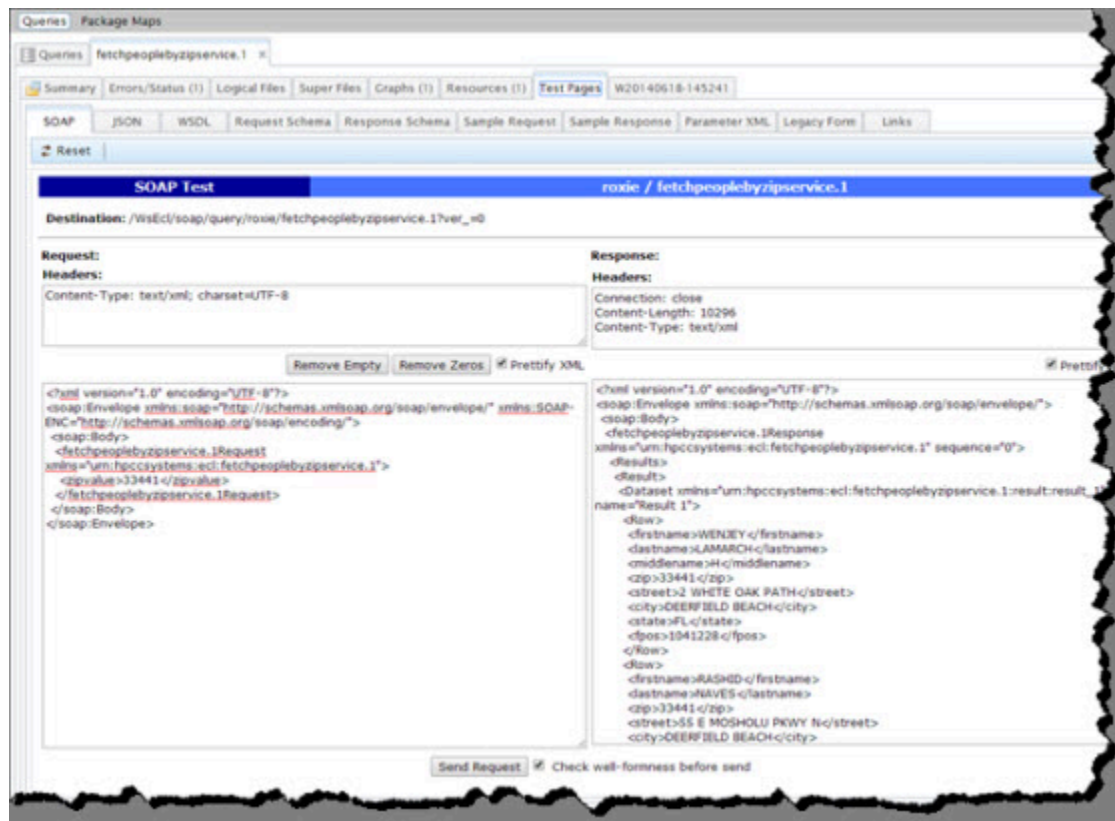 Queries Package Maps
Queries fetchpeoplebyzipservice.1 ×
Summary Errors/Status (1) Logical Files Super Files Graphs (1) Resources (1) Test Pages W20140618-145241
SOAP JSON WSDL Request Schema Response Schema Sample Request Sample Response Parameter XML Legacy Form Links
Reset
SOAP Test roxie / fetchpeoplebyzipservice.1
Destination: /WsEcl/soap/query/roxie/fetchpeoplebyzipservice.1?ver_=0
Request:
Headers:
Content-Type: text/xml; charset=UTF-8
Remove Empty Remove Zeros Prettify XML
<?xml version="1.0" encoding="UTF-8"?>
<soap:Envelope xmlns:soap="http://schemas.xmlsoap.org/soap/envelope/" xmlns:SOAP-
ENC="http://schemas.xmlsoap.org/soap/encoding/">
<soap:Body>
<fetchpeoplebyzipservice.1Request
xmlns="urn:hpccsystems:ecl:fetchpeoplebyzipservice.1">
<zipvalue>33441</zipvalue>
</fetchpeoplebyzipservice.1Request>
</soap:Body>
</soap:Envelope>
Response:
Headers:
Connection: close
Content-Length: 10296
Content-Type: text/xml
Prettif
<?xml version="1.0" encoding="UTF-8"?>
<soap:Envelope xmlns:soap="http://schemas.xmlsoap.org/soap/envelope/">
<soap:Body>
<fetchpeoplebyzipservice.1Response
xmlns="urn:hpccsystems:ecl:fetchpeoplebyzipservice.1" sequence="0">
<Results>
<Result>
<Dataset xmlns="urn:hpccsystems:ecl:fetchpeoplebyzipservice.1:result:result_
name="Result 1">
<Row>
<firstname>WENJEY</firstname>
<lastname>LAMARCH</lastname>
<middlename>H</middlename>
<zip>33441</zip>
<street>2 WHITE OAK PATH</street>
<city>DEERFIELD BEACH</city>
<state>FL</state>
<fpos>1041228</fpos>
</Row>
<Row>
<firstname>RASHID</firstname>
<lastname>NAVES</lastname>
<zip>33441</zip>
<street>55 E MOSHOLU PKWY N</street>
<city>DEERFIELD BEACH</city>
Send Request Check well-formness before send